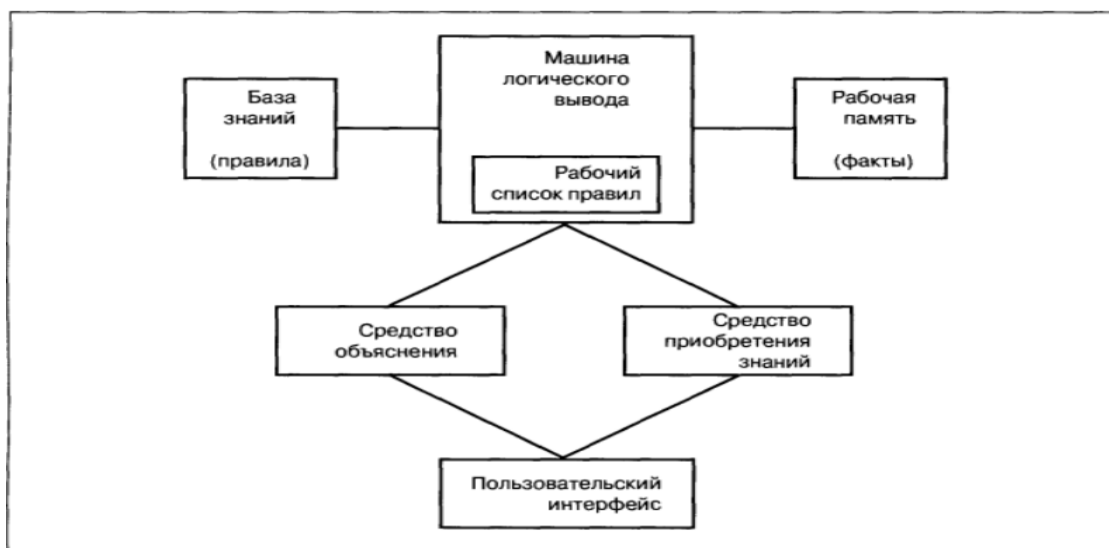 База
знаний
(правила)
Машина
логического
вывода
Рабочий
список правил
Рабочая
память
(факты)
Средство
объяснения
Средство
приобретения
знаний
Пользовательский
интерфейс